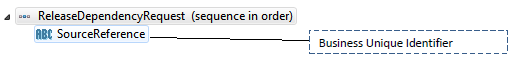 ReleaseDependencyRequest (sequence in order)
ABC SourceReference
Business Unique Identifier